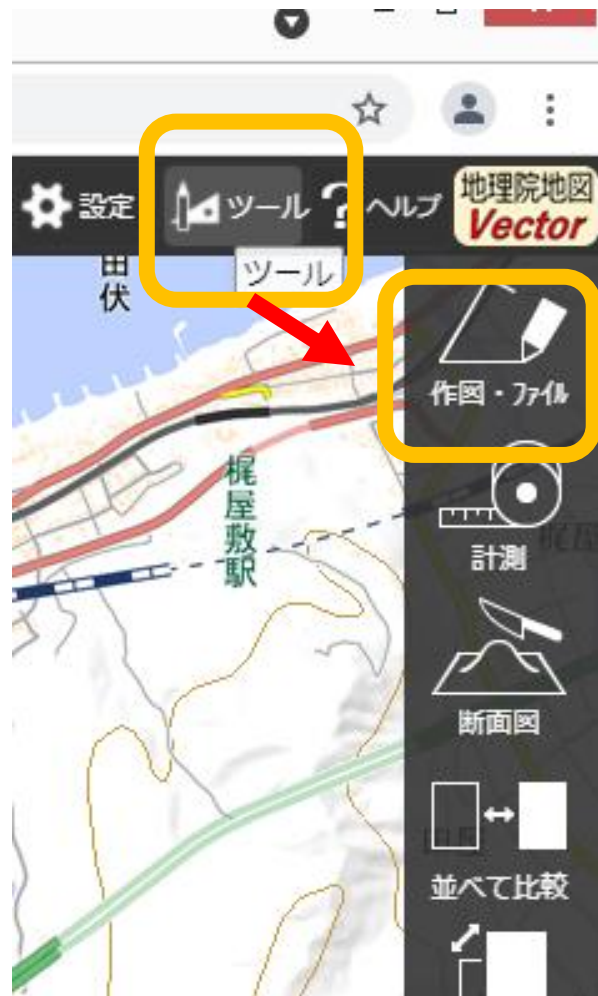 設定
ツール
ヘルプ
地理院地図
Vector
ツール
田伏
作図・ファイル
梶屋敷駅
計測
断面図
並べて比較